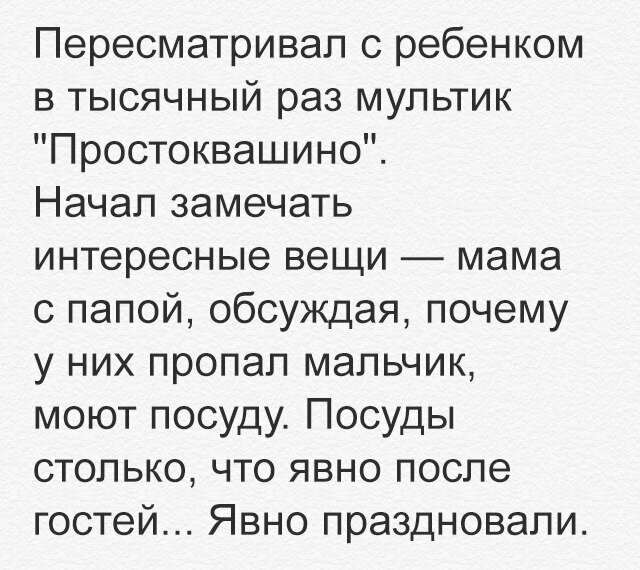 Пересматривал с ребенком
в тысячный раз мультик
"Простоквашино".
Начал замечать
интересные вещи — мама
с папой, обсуждая, почему
у них пропал мальчик,
моют посуду. Посуды
столько, что явно после
гостей... Явно праздновали.